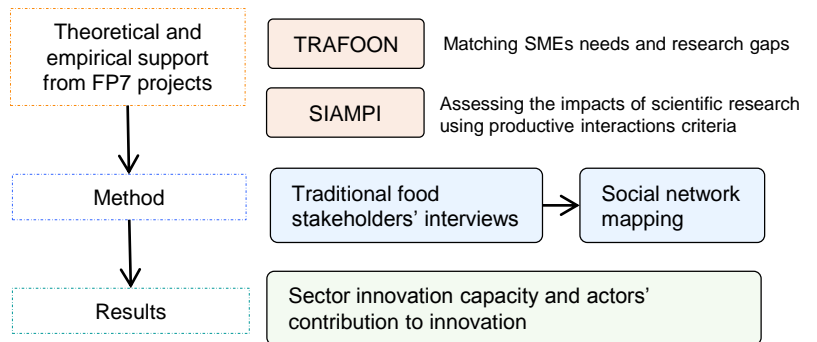 Theoretical and
empirical support
from FP7 projects
TRAFOON
Matching SMEs needs and research gaps
SIAMPI
Assessing the impacts of scientific research
using productive interactions criteria
Method
Traditional food
stakeholders' interviews
Social network
mapping
Results
Sector innovation capacity and actors'
contribution to innovation